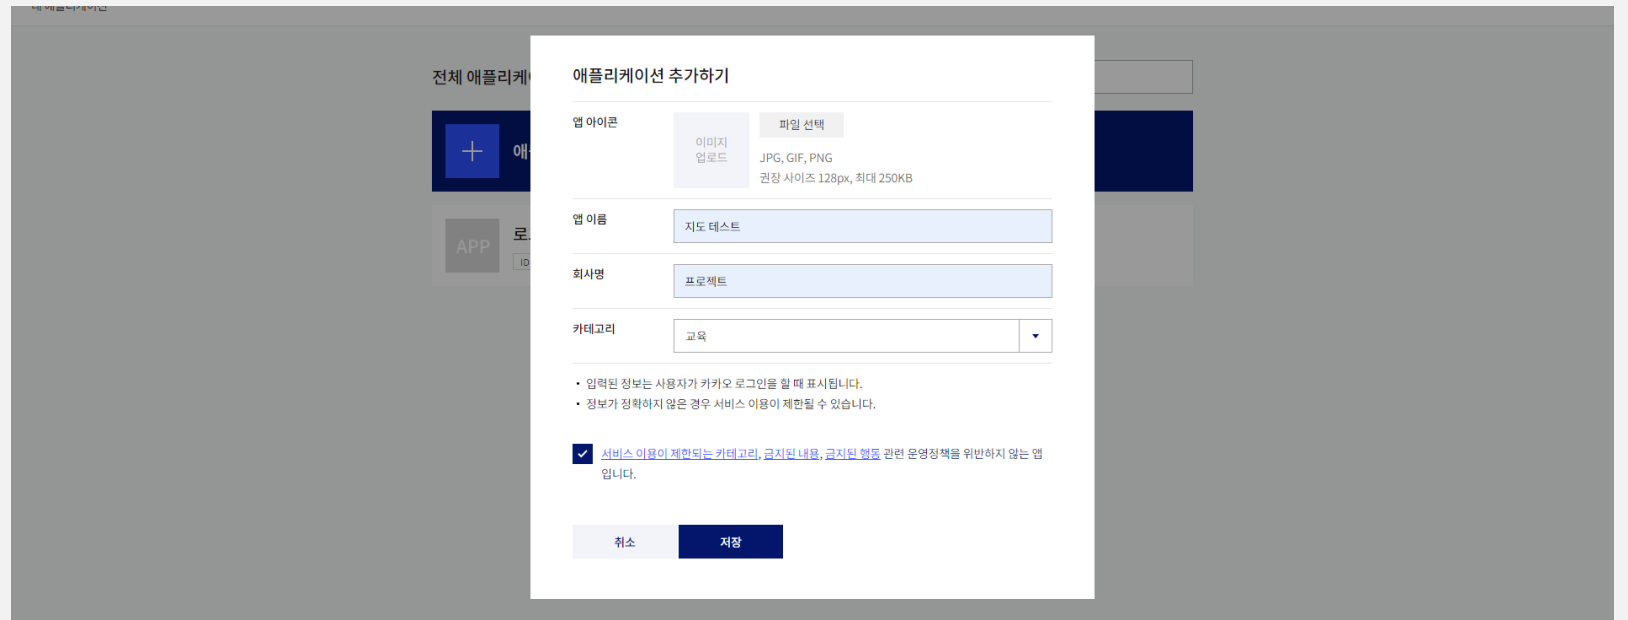 전체 애플리케
애플리케이션 추가하기
앱 아이콘
이미지
업로드
파일 선택
JPG, GIF, PNG
권장 사이즈 128px, 최대 250KB
앱 이름
지도 테스트
APP
로
ID
회사명
프로젝트
카테고리
교육
• 입력된 정보는 사용자가 카카오 로그인을 할 때 표시됩니다.
• 정보가 정확하지 않은 경우 서비스 이용이 제한될 수 있습니다.
서비스 이용이 제한되는 카테고리, 금지된 내용, 금지된 행동 관련 운영정책을 위반하지 않는 앱
입니다.
취소
저장